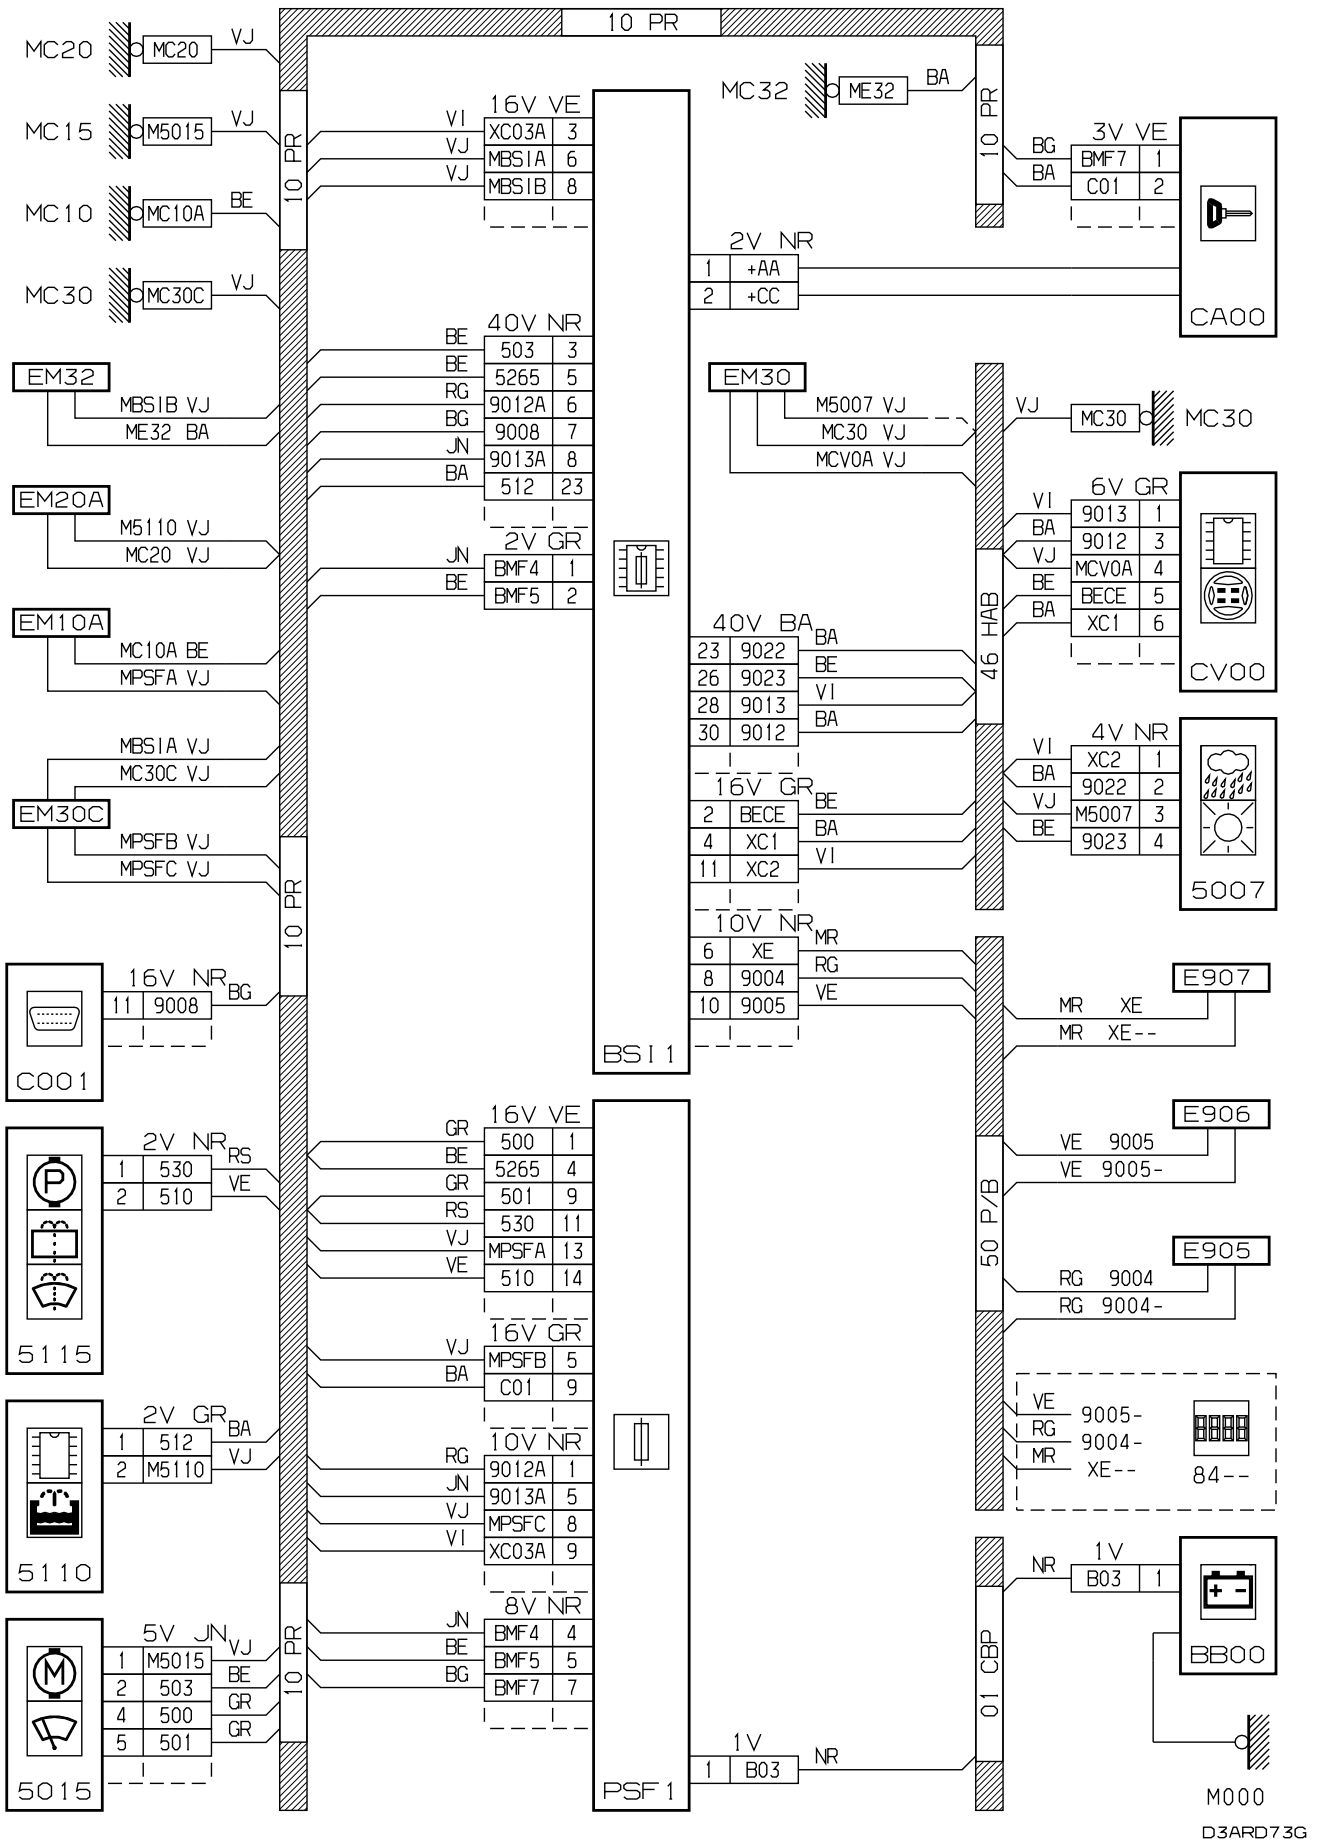 10 PR
MC20 MC20 VJ
MC15 M5015 VJ
MC10 MC10A BE
MC30 MC30C VJ
10 PR
EM32
MBSIB VJ
ME32 BA
EM20A
M5110 VJ
MC20 VJ
EM10A
MC10A BE
MPSFA VJ
MBSIA VJ
MC30C VJ
EM30C
MPSFB VJ
MPSFC VJ
10 PR
16V NR
11 9008 BG
C001
2V NR
1 530 RS
2 510 VE
P
5115
2V GR
1 512 BA
2 M5110 VJ
5110
5V JN
1 M5015 VJ
2 503 BE
4 500 GR
5 501 GR
M
5015
10 PR
16V VE
VI XC03A 3
VJ MBSIA 6
VJ MBSIB 8
40V NR
BE 503 3
BE 5265 5
RG 9012A 6
BG 9008 7
JN 9013A 8
BA 512 23
2V GR
JN BMF4 1
BE BMF5 2
BSI1
2V NR
1 +AA
2 +CC
40V BA
23 9022 BA
26 9023 BE
28 9013 VI
30 9012 BA
16V GR
2 BECE BE
4 XC1 BA
11 XC2 VI
10V NR
6 XE MR
8 9004 RG
10 9005 VE
16V VE
GR 500 1
BE 5265 4
GR 501 9
RS 530 11
VJ MPSFA 13
VE 510 14
16V GR
VJ MPSFB 5
BA C01 9
10V NR
RG 9012A 1
JN 9013A 5
VJ MPSFC 8
VI XC03A 9
8V NR
JN BMF4 4
BE BMF5 5
BG BMF7 7
PSF1
1V
1 B03 NR
MC32 ME32 BA
10 PR
3V VE
BG BMF7 1
BA C01 2
CA00
EM30
M5007 VJ
MC30 VJ
MCV0A VJ
VJ MC30 MC30
46 HAB
6V GR
VI 9013 1
BA 9012 3
VJ MCV0A 4
BE BECE 5
BA XC1 6
CV00
4V NR
VI XC2 1
BA 9022 2
VJ M5007 3
BE 9023 4
5007
E907
MR XE
MR XE--
E906
VE 9005
VE 9005-
50 P/B
E905
RG 9004
RG 9004-
VE 9005-
RG 9004-
MR XE--
84--
01 CBP
1V
NR B03 1
+ -
BB00
M000
D3ARD73G